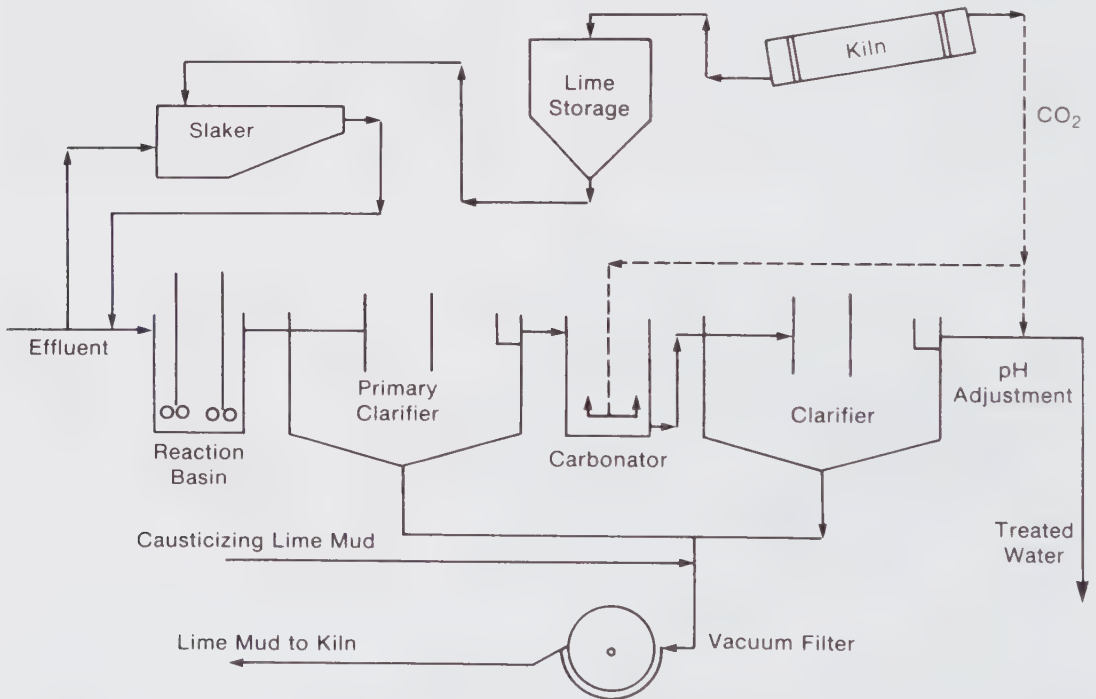 Kiln
Lime
Storage
CO₂
Slaker
Effluent
Reaction
Basin
Primary
Clarifier
Carbonator
Clarifier
pH
Adjustment
Treated
Water
Causticizing Lime Mud
Lime Mud to Kiln
Vacuum Filter